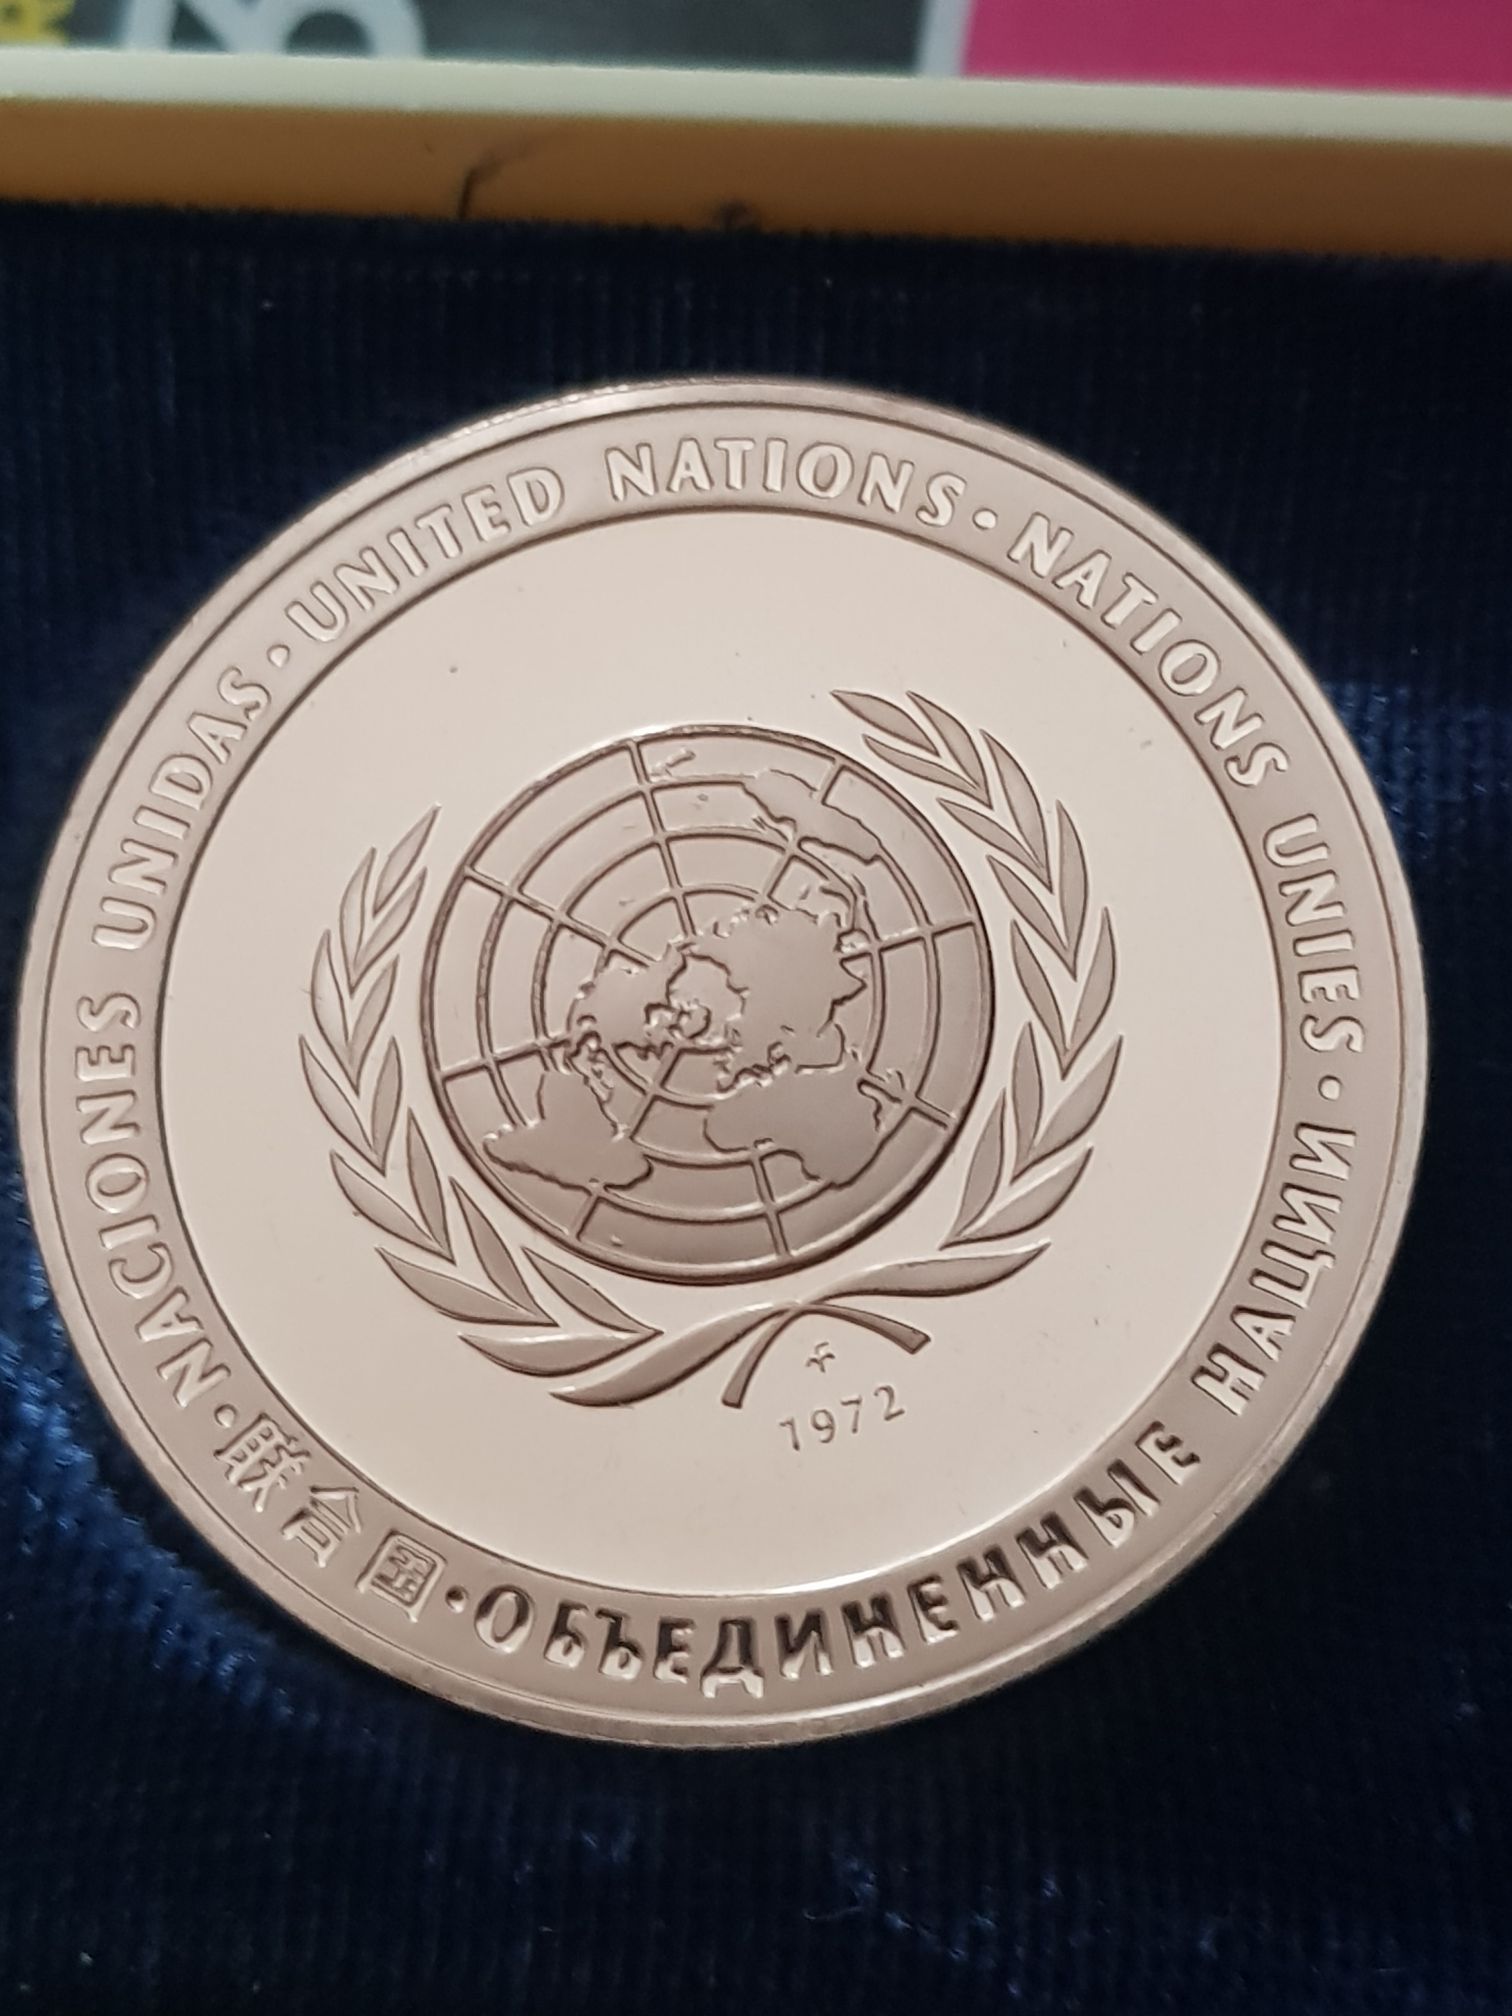 UNITED NATIONS · NATIONS UNIES · ОБЪЕДИНЕННЫЕ НАЦИИ · 联合国 · NACIONES UNIDAS ·
1972